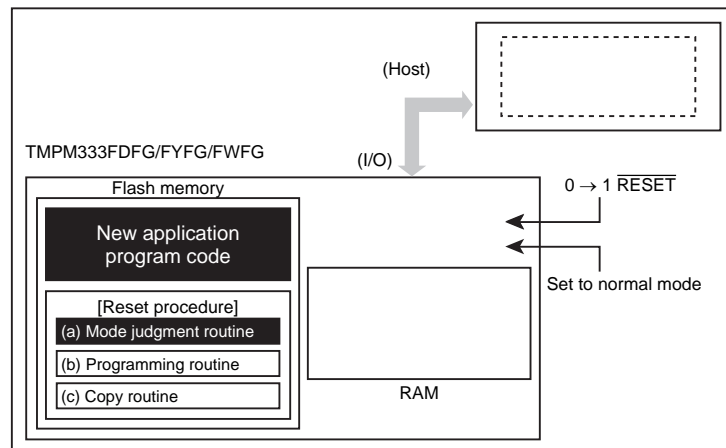 (Host)
TMPM333FDFG/FYFG/FWFG
(I/O)
Flash memory
0 → 1 RESET
New application
program code
Set to normal mode
[Reset procedure]
(a) Mode judgment routine
(b) Programming routine
(c) Copy routine
RAM